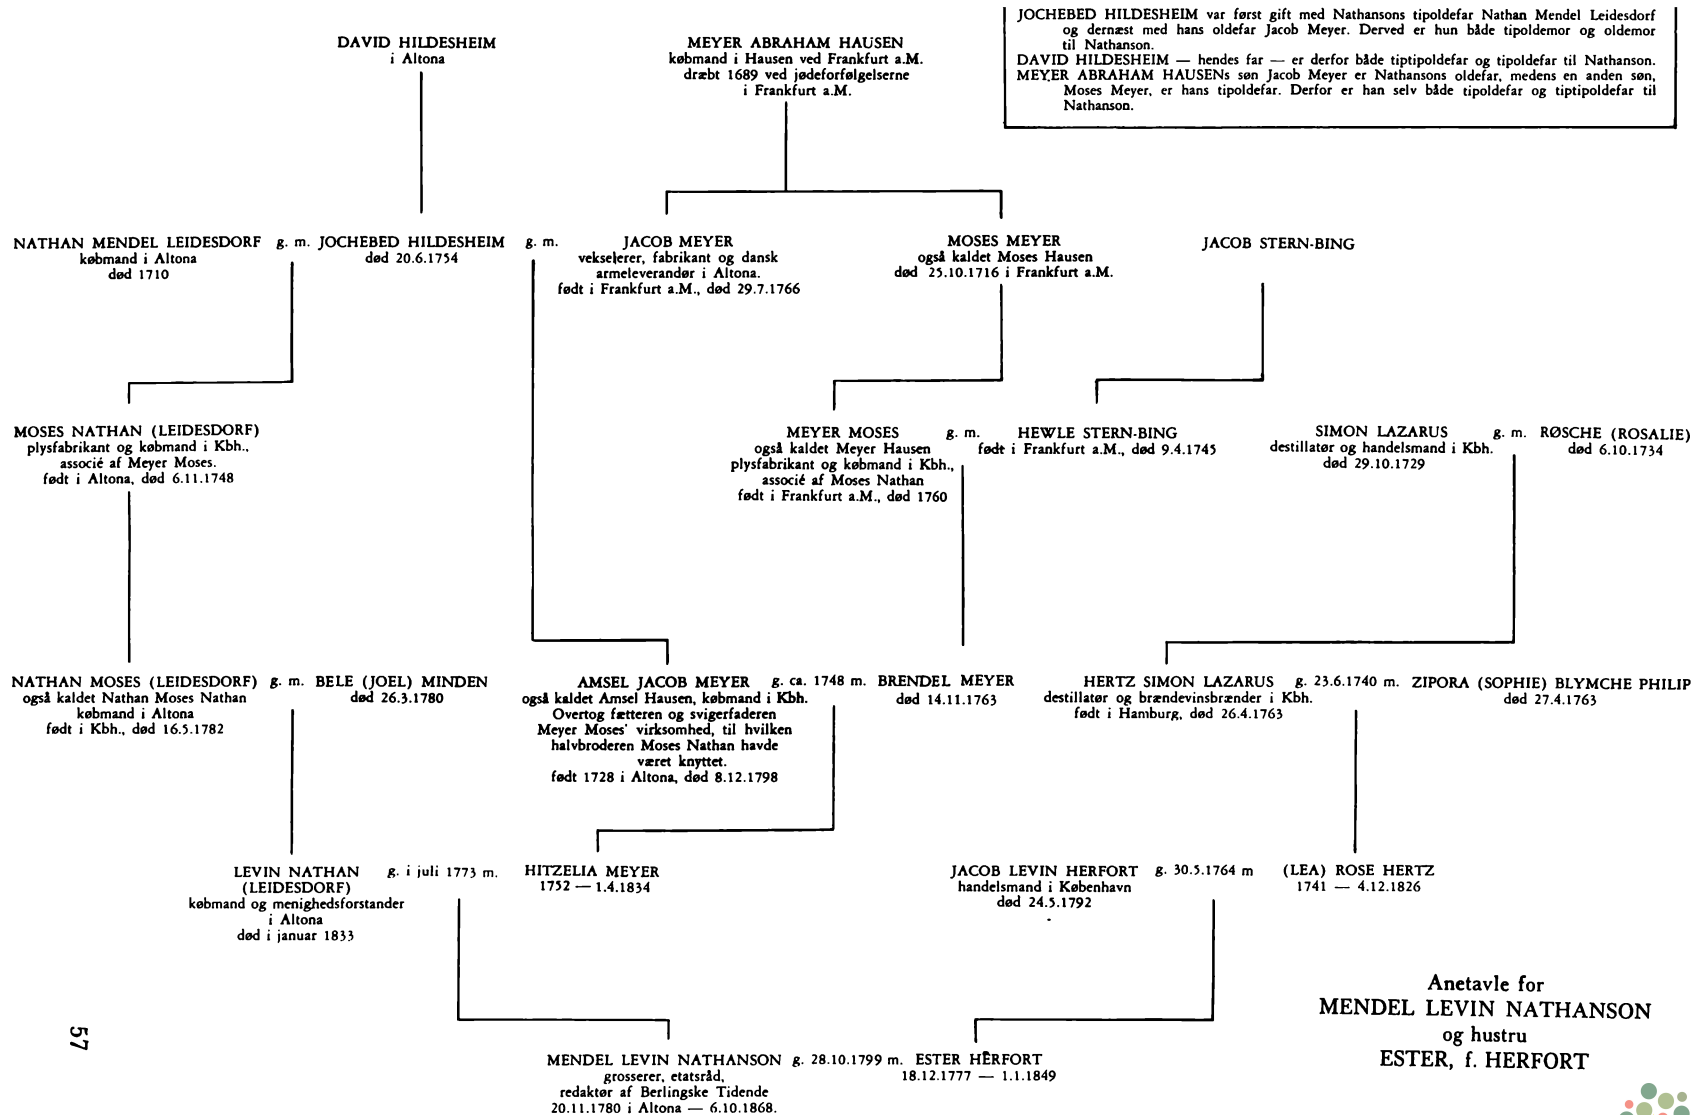 JOCHEBED HILDESHEIM var først gift med Nathansons tipoldefar Nathan Mendel Leidesdorf
og dernæst med hans oldefar Jacob Meyer. Derved er hun både tipoldemor og oldemor
til Nathanson.
DAVID HILDESHEIM — hendes far — er derfor både tiptipoldefar og tipoldefar til Nathanson.
MEYER ABRAHAM HAUSENs søn Jacob Meyer er Nathansons oldefar, medens en anden søn,
Moses Meyer, er hans tipoldefar. Derfor er han selv både tipoldefar og tiptipoldefar til
Nathanson.
DAVID HILDESHEIM
i Altona
MEYER ABRAHAM HAUSEN
købmand i Hausen ved Frankfurt a.M.
dræbt 1689 ved jødeforfølgelserne
i Frankfurt a.M.
NATHAN MENDEL LEIDESDORF
købmand i Altona
død 1710
g. m.
JOCHEBED HILDESHEIM
død 20.6.1754
g. m.
JACOB MEYER
vekselerer, fabrikant og dansk
armeleverandør i Altona.
født i Frankfurt a.M., død 29.7.1766
MOSES MEYER
også kaldet Moses Hausen
død 25.10.1716 i Frankfurt a.M.
JACOB STERN-BING
MOSES NATHAN (LEIDESDORF)
plysfabrikant og købmand i Kbh.,
associé af Meyer Moses.
født i Altona, død 6.11.1748
MEYER MOSES
også kaldet Meyer Hausen
plysfabrikant og købmand i Kbh.,
associé af Moses Nathan
født i Frankfurt a.M., død 1760
g. m.
HEWLE STERN-BING
født i Frankfurt a.M., død 9.4.1745
SIMON LAZARUS
destillatør og handelsmand i Kbh.
død 29.10.1729
g. m.
RØSCHE (ROSALIE)
død 6.10.1734
NATHAN MOSES (LEIDESDORF)
også kaldet Nathan Moses Nathan
købmand i Altona
født i Kbh., død 16.5.1782
g. m.
BELE (JOEL) MINDEN
død 26.3.1780
AMSEL JACOB MEYER
også kaldet Amsel Hausen, købmand i Kbh.
Overtog fætteren og svigerfaderen
Meyer Moses' virksomhed, til hvilken
halvbroderen Moses Nathan havde
været knyttet.
født 1728 i Altona, død 8.12.1798
g. ca. 1748 m.
BRENDEL MEYER
død 14.11.1763
HERTZ SIMON LAZARUS
destillatør og brændevinsbrænder i Kbh.
født i Hamburg, død 26.4.1763
g. 23.6.1740 m.
ZIPORA (SOPHIE) BLYMCHE PHILIP
død 27.4.1763
LEVIN NATHAN
(LEIDESDORF)
købmand og menighedsforstander
i Altona
død i januar 1833
g. i juli 1773 m.
HITZELIA MEYER
1752 — 1.4.1834
JACOB LEVIN HERFORT
handelsmand i København
død 24.5.1792
g. 30.5.1764 m
(LEA) ROSE HERTZ
1741 — 4.12.1826
MENDEL LEVIN NATHANSON
grosserer, etatsråd,
redaktør af Berlingske Tidende
20.11.1780 i Altona — 6.10.1868.
g. 28.10.1799 m.
ESTER HERFORT
18.12.1777 — 1.1.1849
Anetavle for
MENDEL LEVIN NATHANSON
og hustru
ESTER, f. HERFORT
57